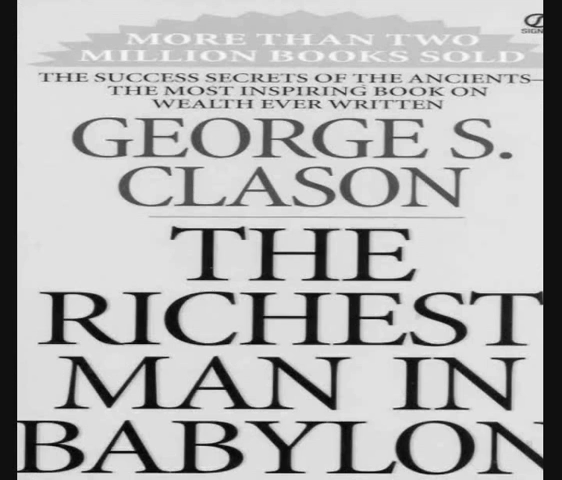 MORE THAN TWO
MILLION BOOKS SOLD
SIGN
THE SUCCESS SECRETS OF THE ANCIENTS—
THE MOST INSPIRING BOOK ON
WEALTH EVER WRITTEN
GEORGE S.
CLASON
THE
RICHEST
MAN IN
BABYLON